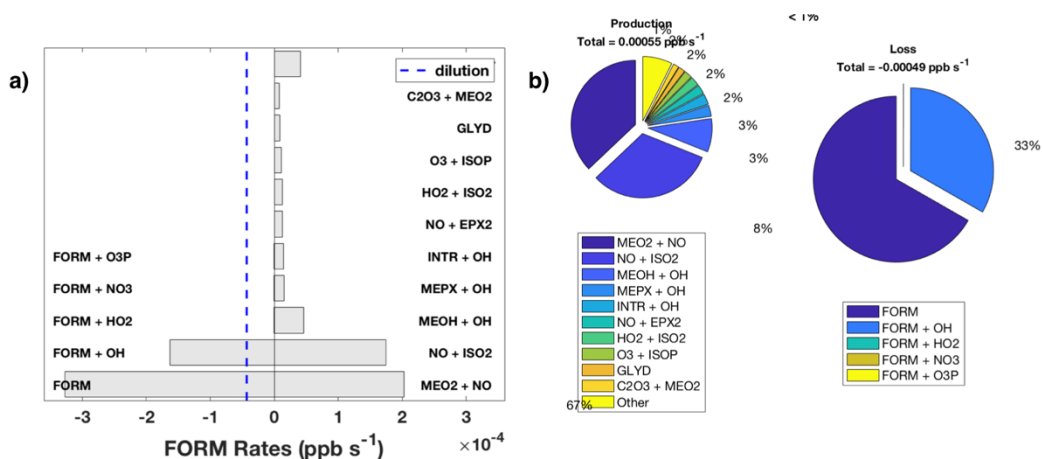 a)
dilution
C2O3 + MEO2
GLYD
O3 + ISOP
HO2 + ISO2
NO + EPX2
FORM + O3P
INTR + OH
FORM + NO3
MEPX + OH
FORM + HO2
MEOH + OH
FORM + OH
NO + ISO2
FORM
MEO2 + NO
-3 -2 -1 0 1 2 3
FORM Rates (ppb s⁻¹)
×10⁻⁴
b)
Production
Total = 0.00055 ppb s⁻¹
1%
2%
2%
2%
2%
3%
3%
8%
MEO2 + NO
NO + ISO2
MEOH + OH
MEPX + OH
INTR + OH
NO + EPX2
HO2 + ISO2
O3 + ISOP
GLYD
C2O3 + MEO2
Other
67%
< 1%
Loss
Total = -0.00049 ppb s⁻¹
33%
FORM
FORM + OH
FORM + HO2
FORM + NO3
FORM + O3P